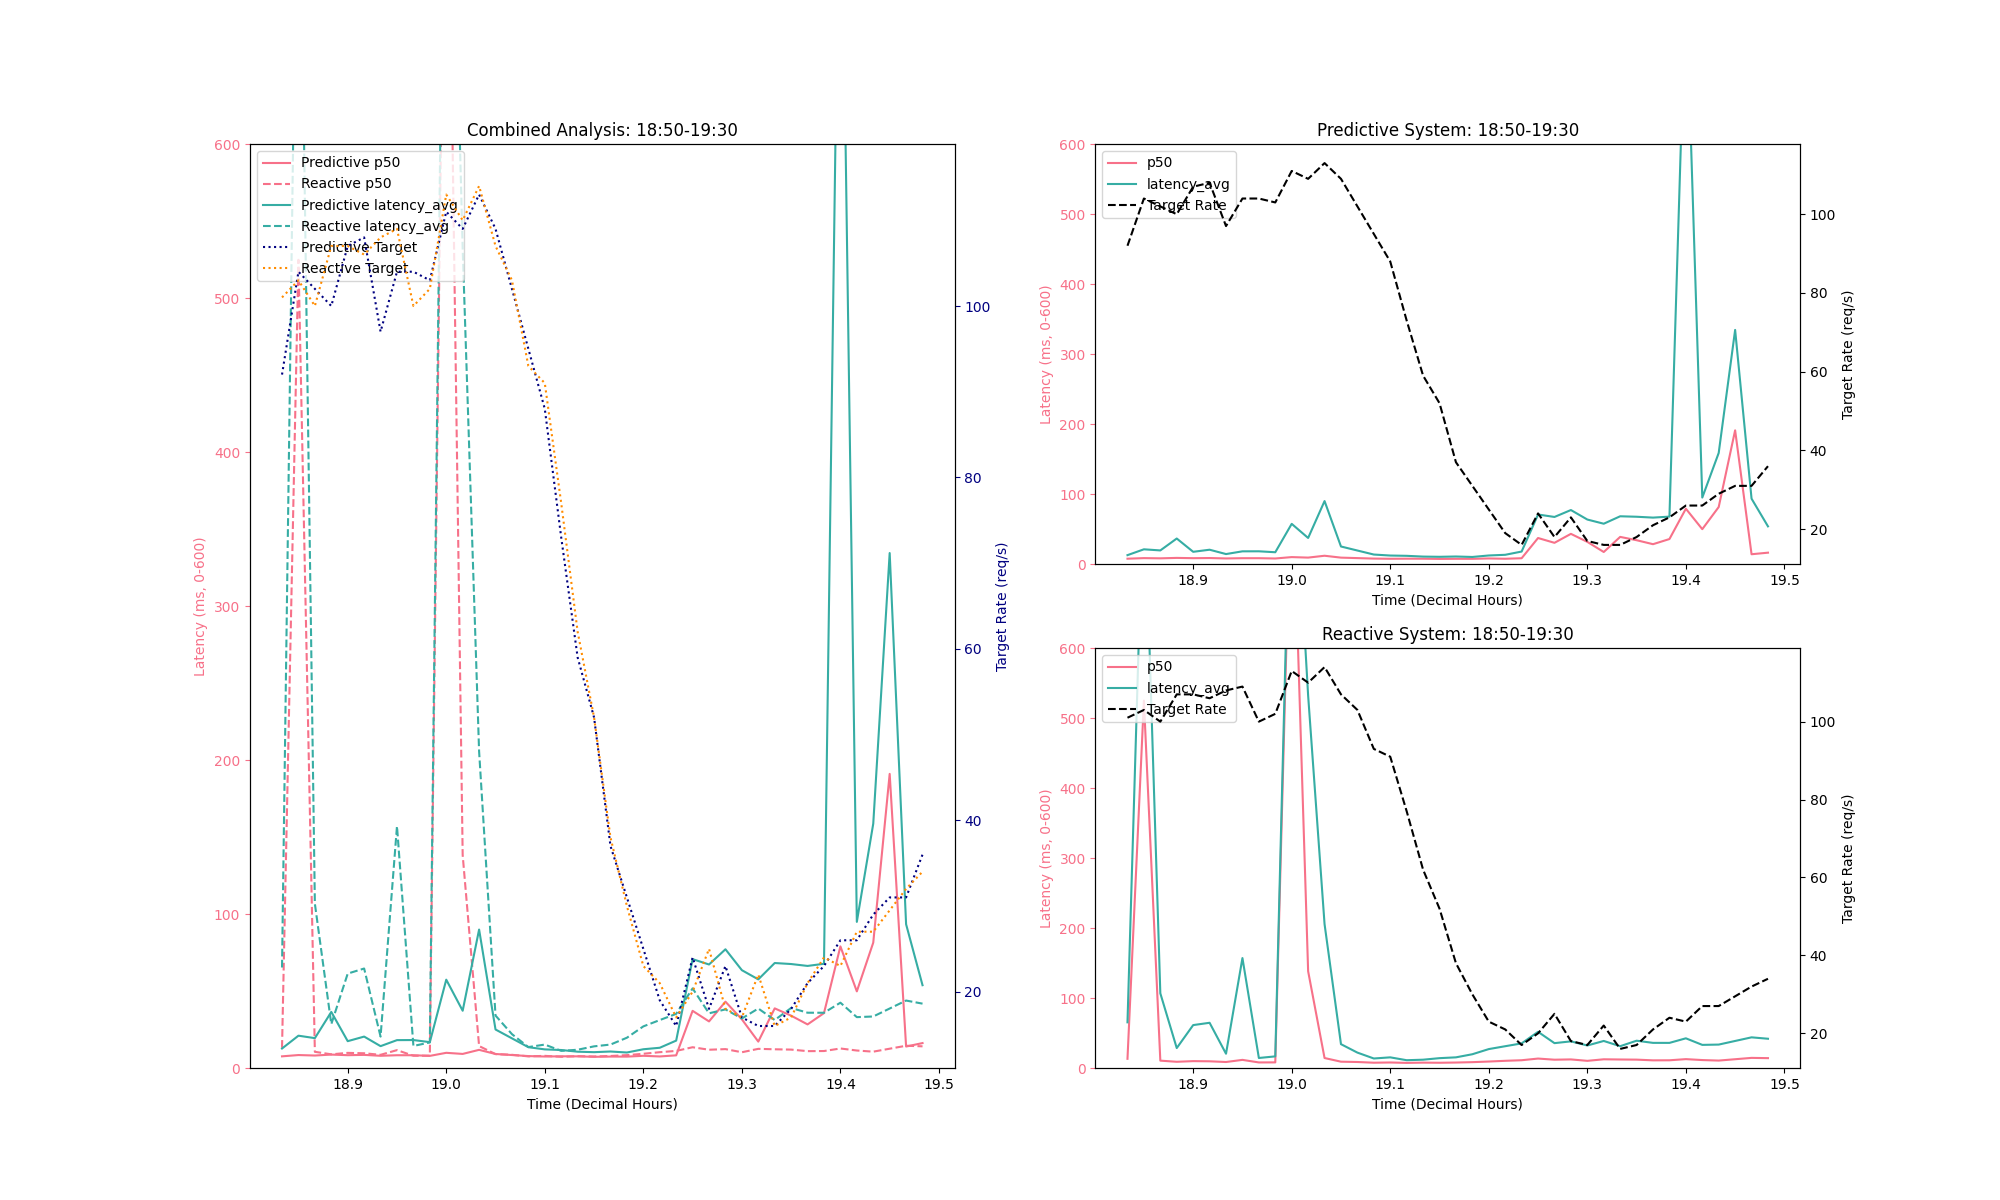 Combined Analysis: 18:50-19:30
600
500
400
300
200
100
0
Latency (ms, 0-600)
Predictive p50
Reactive p50
Predictive latency_avg
Reactive latency_avg
Predictive Target
Reactive Target
100
80
60
40
20
Target Rate (req/s)
18.9 19.0 19.1 19.2 19.3 19.4 19.5
Time (Decimal Hours)
Predictive System: 18:50-19:30
600
500
400
300
200
100
0
Latency (ms, 0-600)
p50
latency_avg
Target Rate
100
80
60
40
20
Target Rate (req/s)
18.9 19.0 19.1 19.2 19.3 19.4 19.5
Time (Decimal Hours)
Reactive System: 18:50-19:30
600
500
400
300
200
100
0
Latency (ms, 0-600)
p50
latency_avg
Target Rate
100
80
60
40
20
Target Rate (req/s)
18.9 19.0 19.1 19.2 19.3 19.4 19.5
Time (Decimal Hours)